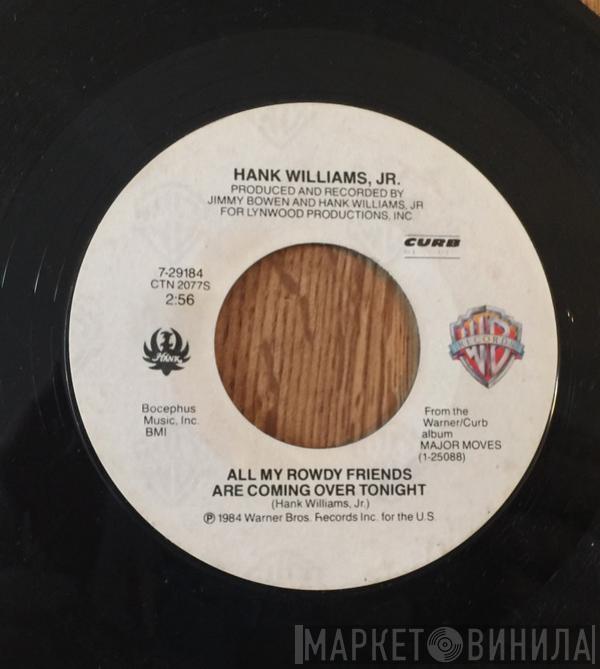 HANK WILLIAMS, JR.
PRODUCED AND RECORDED BY
JIMMY BOWEN AND HANK WILLIAMS, JR
FOR LYNWOOD PRODUCTIONS, INC
CURB
7-29184
CTN 2077S
2:56
HANK
WB
RECORDS
Bocephus
Music, Inc.
BMI
From the
Warner/Curb
album
MAJOR MOVES
(1-25088)
ALL MY ROWDY FRIENDS
ARE COMING OVER TONIGHT
(Hank Williams, Jr.)
℗ 1984 Warner Bros. Records Inc. for the U.S.
МАРКЕТ ВИНИЛА